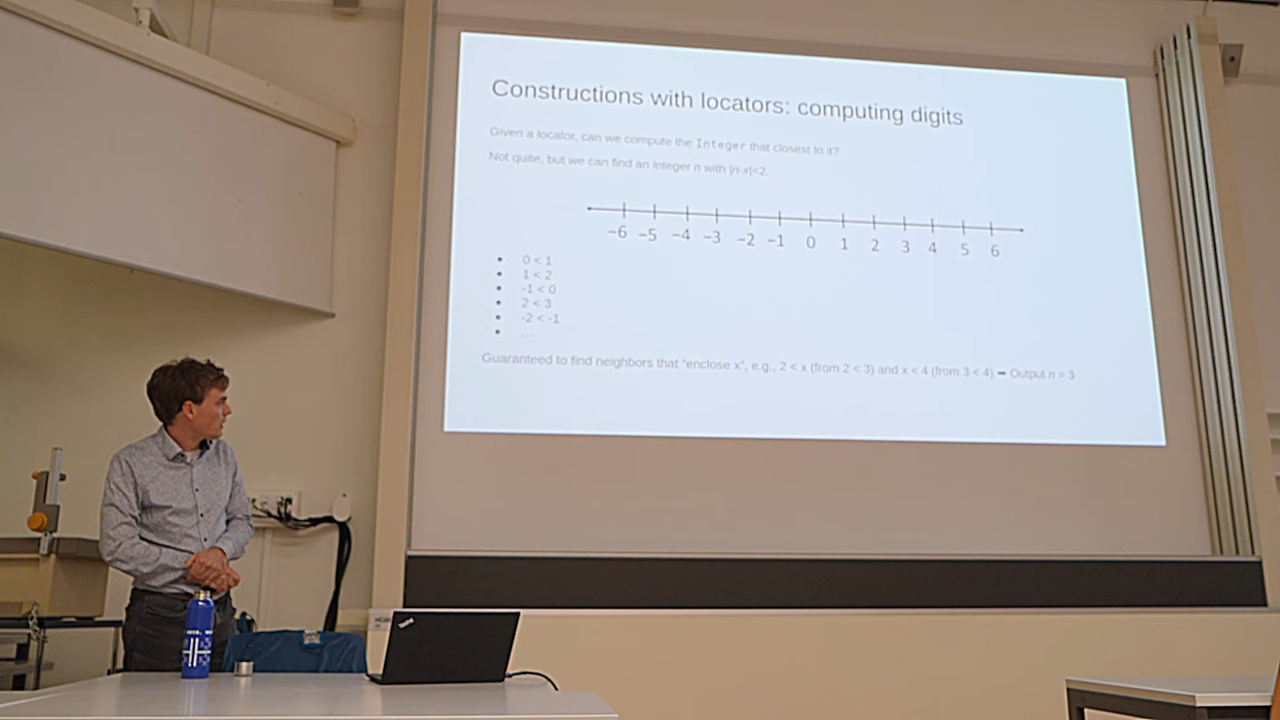 Constructions with locators: computing digits
Given a locator, can we compute the Integer that closest to it?
Not quite, but we can find an integer n with |n-x|<2.
−6 −5 −4 −3 −2 −1 0 1 2 3 4 5 6
• 0 < 1
• 1 < 2
• -1 < 0
• 2 < 3
• -2 < -1
• ...
Guaranteed to find neighbors that "enclose x", e.g., 2 < x (from 2 < 3) and x < 4 (from 3 < 4) ➡ Output n = 3